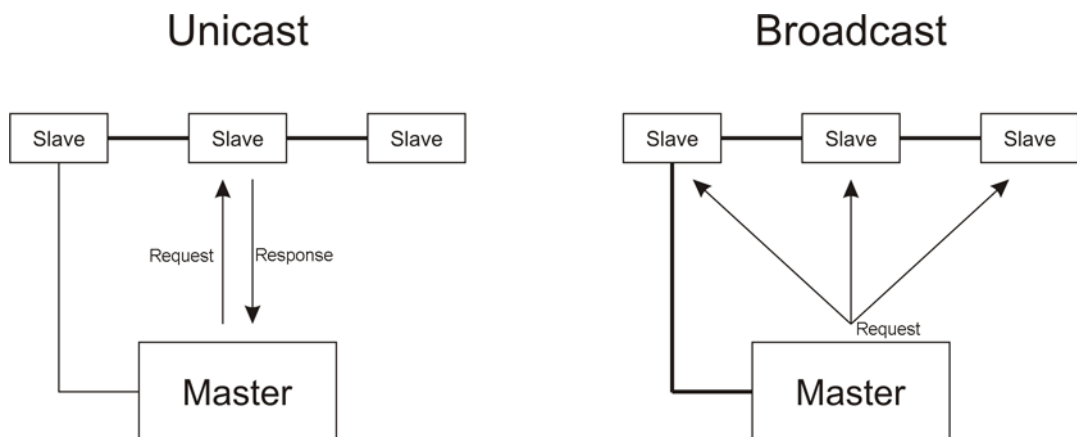 Unicast
Broadcast
Slave
Slave
Slave
Slave
Slave
Slave
Request
Response
Request
Master
Master